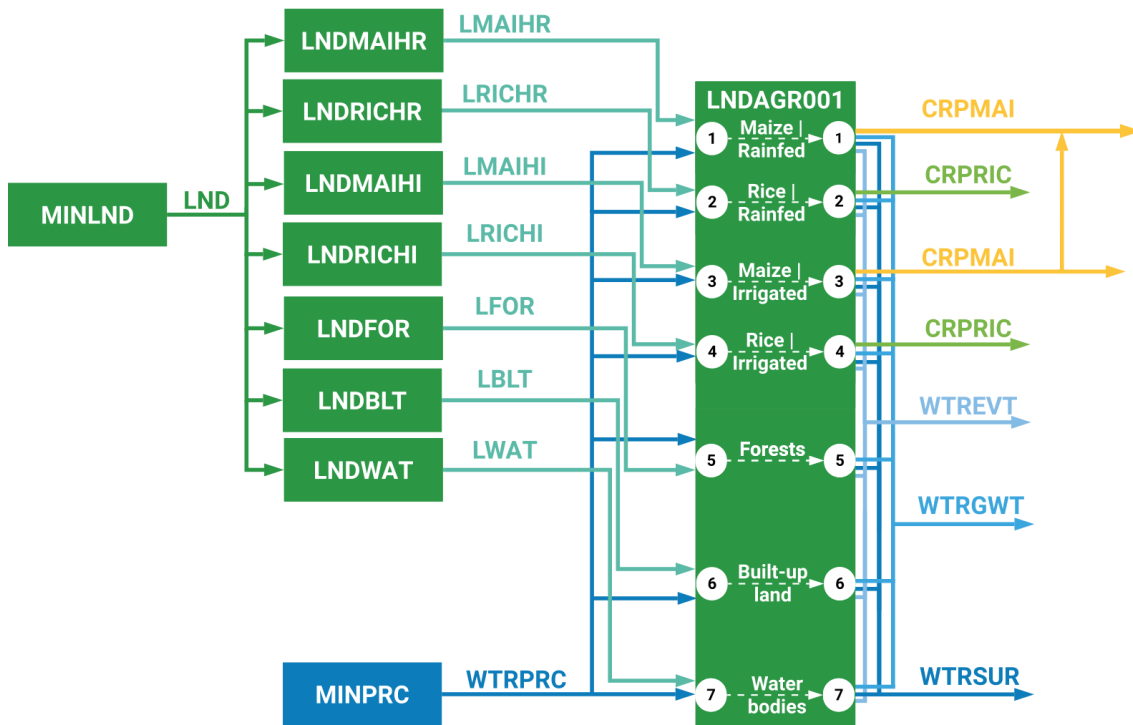 LNDMAIHR
LMAIHR
LNDRICHR
LRICHR
LNDMAIHI
LMAIHI
MINLND
LND
LNDRICHI
LRICHI
LNDFOR
LFOR
LNDBLT
LBLT
LNDWAT
LWAT
MINPRC
WTRPRC
LNDAGR001
1
Maize |
Rainfed
1
2
Rice |
Rainfed
2
3
Maize |
Irrigated
3
4
Rice |
Irrigated
4
5
Forests
5
6
Built-up
land
6
7
Water
bodies
7
CRPMAI
CRPRIC
CRPMAI
CRPRIC
WTREVT
WTRGWT
WTRSUR